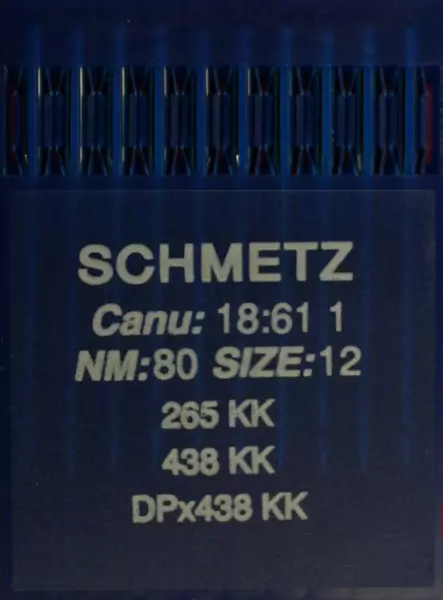 SCHMETZ
Canu: 18:61 1
NM:80 SIZE:12
265 KK
438 KK
DPx438 KK